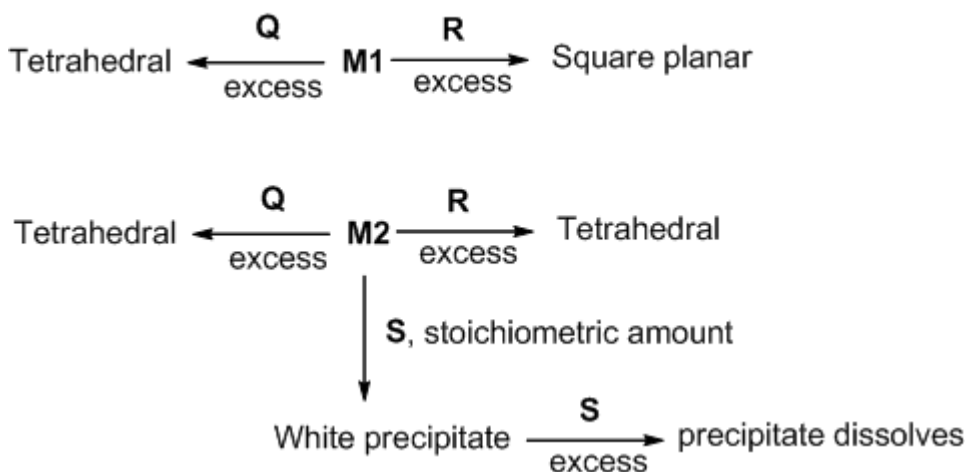 Q R
Tetrahedral M1 Square planar
excess excess
Q R
Tetrahedral M2 Tetrahedral
excess excess
S, stoichiometric amount
S
White precipitate precipitate dissolves
excess